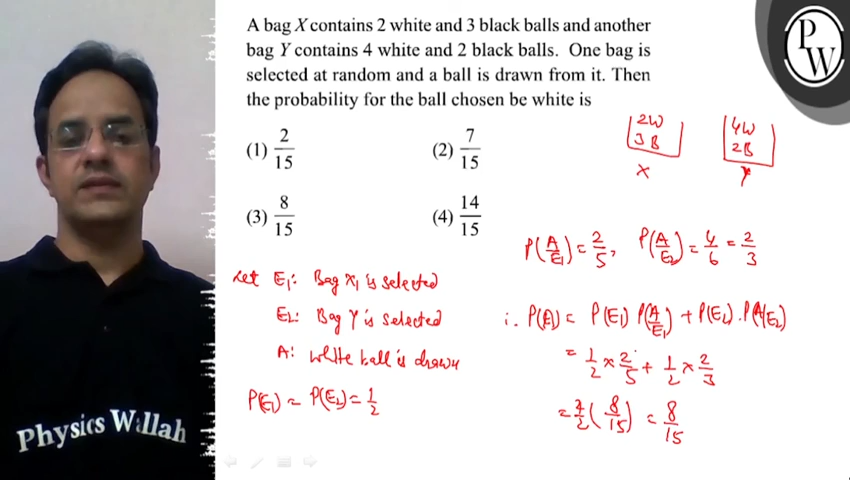 A bag X contains 2 white and 3 black balls and another
bag Y contains 4 white and 2 black balls. One bag is
selected at random and a ball is drawn from it. Then
the probability for the ball chosen be white is
(1) 2/15 (2) 7/15
(3) 8/15 (4) 14/15
PW
2W 4W
3B 2B
X Y
P(A/E₁) = 2/5, P(A/E₂) = 4/6 = 2/3
Let E₁: Bag X₁ is selected
E₂: Bag Y is selected
A: White ball is drawn
P(E₁) = P(E₂) = 1/2
∴ P(A) = P(E₁) P(A/E₁) + P(E₂).P(A/E₂)
= 1/2 × 2/5 + 1/2 × 2/3
= 2/2 (8/15) = 8/15
Physics Wallah